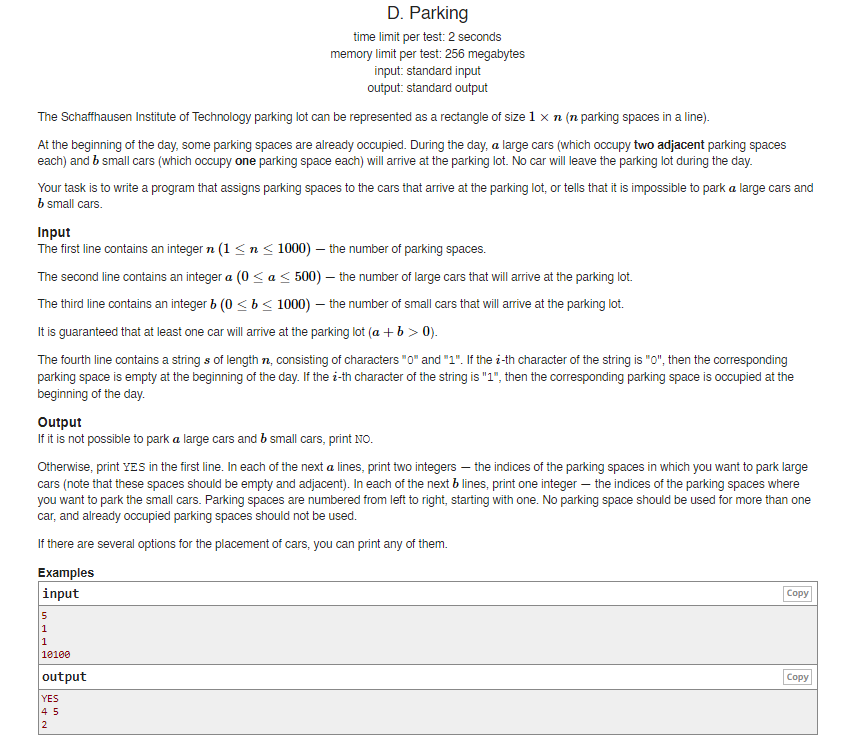 D. Parking
time limit per test: 2 seconds
memory limit per test: 256 megabytes
input: standard input
output: standard output
The Schaffhausen Institute of Technology parking lot can be represented as a rectangle of size 1 × n (n parking spaces in a line).
At the beginning of the day, some parking spaces are already occupied. During the day, a large cars (which occupy two adjacent parking spaces
each) and b small cars (which occupy one parking space each) will arrive at the parking lot. No car will leave the parking lot during the day.
Your task is to write a program that assigns parking spaces to the cars that arrive at the parking lot, or tells that it is impossible to park a large cars and
b small cars.
Input
The first line contains an integer n (1 ≤ n ≤ 1000) — the number of parking spaces.
The second line contains an integer a (0 ≤ a ≤ 500) — the number of large cars that will arrive at the parking lot.
The third line contains an integer b (0 ≤ b ≤ 1000) — the number of small cars that will arrive at the parking lot.
It is guaranteed that at least one car will arrive at the parking lot (a + b > 0).
The fourth line contains a string s of length n, consisting of characters "0" and "1". If the i-th character of the string is "0", then the corresponding
parking space is empty at the beginning of the day. If the i-th character of the string is "1", then the corresponding parking space is occupied at the
beginning of the day.
Output
If it is not possible to park a large cars and b small cars, print NO.
Otherwise, print YES in the first line. In each of the next a lines, print two integers — the indices of the parking spaces in which you want to park large
cars (note that these spaces should be empty and adjacent). In each of the next b lines, print one integer — the indices of the parking spaces where
you want to park the small cars. Parking spaces are numbered from left to right, starting with one. No parking space should be used for more than one
car, and already occupied parking spaces should not be used.
If there are several options for the placement of cars, you can print any of them.
Examples
input
Copy
5
1
1
10100
output
Copy
YES
4 5
2